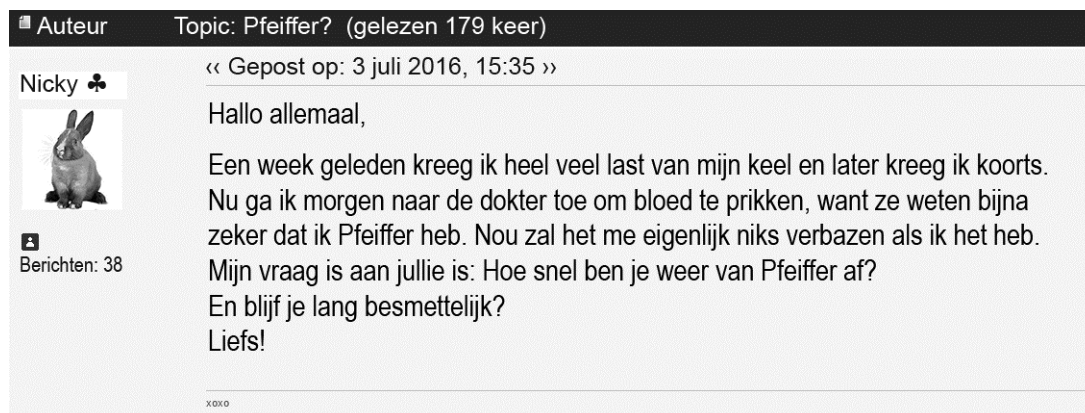 Auteur Topic: Pfeiffer? (gelezen 179 keer)
Nicky ♣
‹‹ Gepost op: 3 juli 2016, 15:35 ››
Hallo allemaal,
Een week geleden kreeg ik heel veel last van mijn keel en later kreeg ik koorts.
Nu ga ik morgen naar de dokter toe om bloed te prikken, want ze weten bijna
zeker dat ik Pfeiffer heb. Nou zal het me eigenlijk niks verbazen als ik het heb.
Mijn vraag is aan jullie is: Hoe snel ben je weer van Pfeiffer af?
En blijf je lang besmettelijk?
Liefs!
Berichten: 38
xoxo